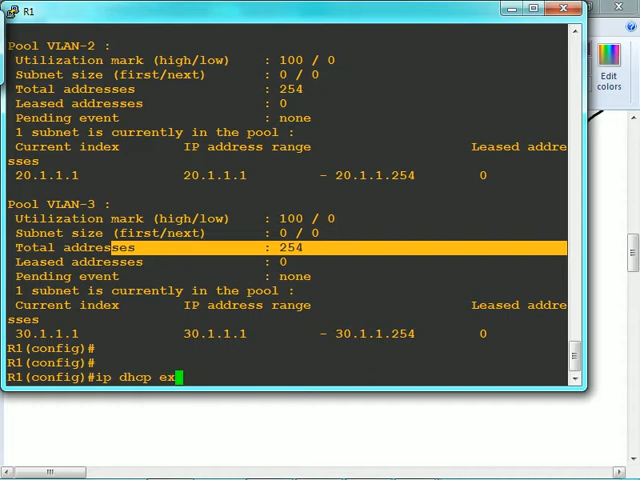 R1
Pool VLAN-2 :
Utilization mark (high/low) : 100 / 0
Subnet size (first/next) : 0 / 0
Total addresses : 254
Leased addresses : 0
Pending event : none
1 subnet is currently in the pool :
Current index IP address range Leased addre
sses
20.1.1.1 20.1.1.1 - 20.1.1.254 0
Pool VLAN-3 :
Utilization mark (high/low) : 100 / 0
Subnet size (first/next) : 0 / 0
Total addresses : 254
Leased addresses : 0
Pending event : none
1 subnet is currently in the pool :
Current index IP address range Leased addre
sses
30.1.1.1 30.1.1.1 - 30.1.1.254 0
R1(config)#
R1(config)#
R1(config)#ip dhcp ex
Edit
colors